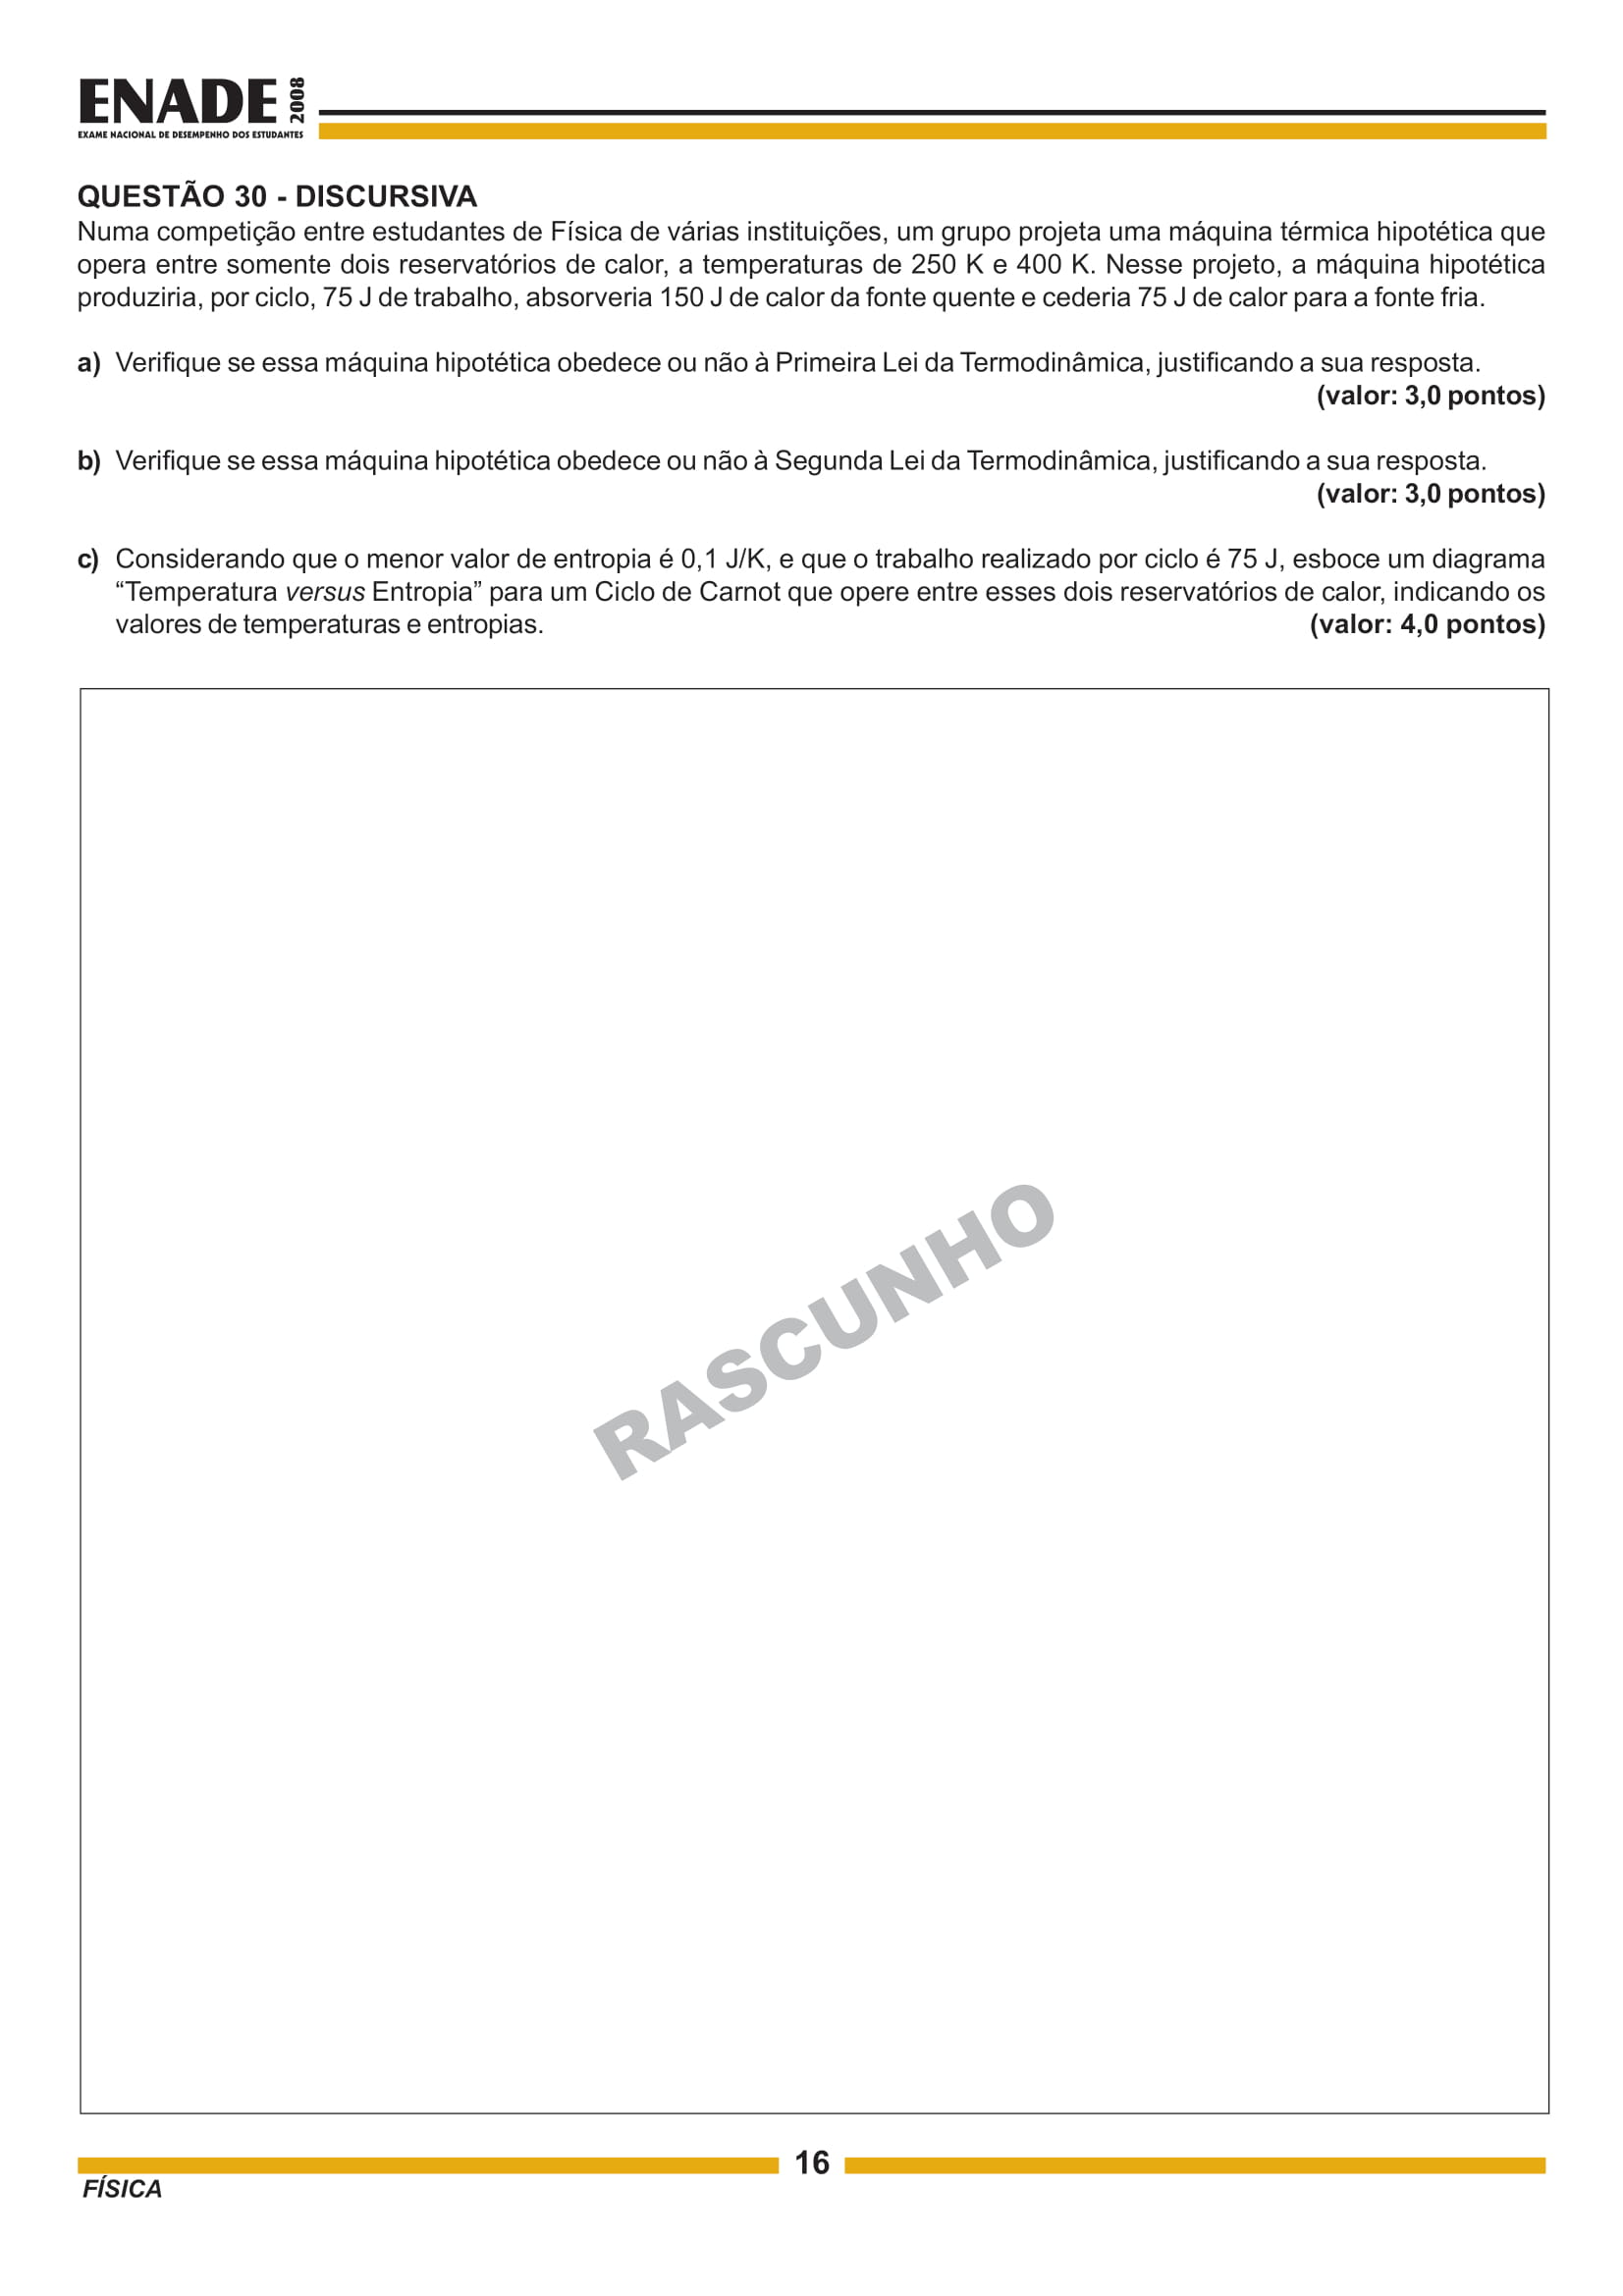 ENADE 2008
EXAME NACIONAL DE DESEMPENHO DOS ESTUDANTES
QUESTÃO 30 - DISCURSIVA
Numa competição entre estudantes de Física de várias instituições, um grupo projeta uma máquina térmica hipotética que
opera entre somente dois reservatórios de calor, a temperaturas de 250 K e 400 K. Nesse projeto, a máquina hipotética
produziria, por ciclo, 75 J de trabalho, absorveria 150 J de calor da fonte quente e cederia 75 J de calor para a fonte fria.
a) Verifique se essa máquina hipotética obedece ou não à Primeira Lei da Termodinâmica, justificando a sua resposta.
(valor: 3,0 pontos)
b) Verifique se essa máquina hipotética obedece ou não à Segunda Lei da Termodinâmica, justificando a sua resposta.
(valor: 3,0 pontos)
c) Considerando que o menor valor de entropia é 0,1 J/K, e que o trabalho realizado por ciclo é 75 J, esboce um diagrama
“Temperatura versus Entropia” para um Ciclo de Carnot que opere entre esses dois reservatórios de calor, indicando os
valores de temperaturas e entropias. (valor: 4,0 pontos)
RASCUNHO
16
FÍSICA